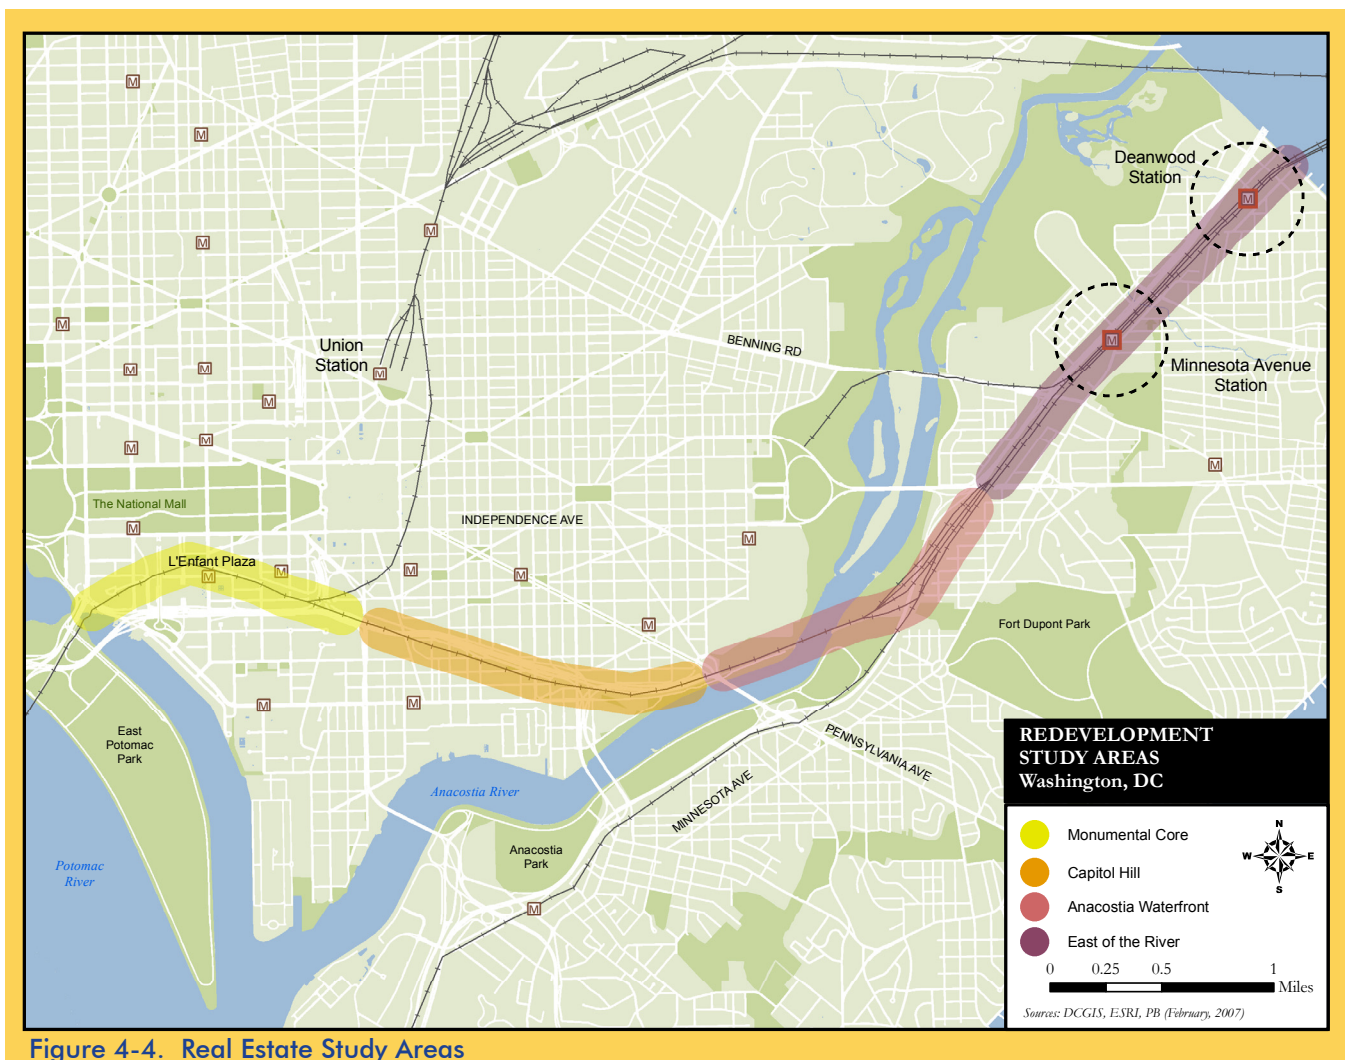 Deanwood
Station
M
M
M
M
M
Union
Station
M
M
M
M
M
M
M
M
BENNING RD
M
Minnesota Avenue
Station
M
The National Mall
M
INDEPENDENCE AVE
M
L'Enfant Plaza
M
M
M
M
M
Fort Dupont Park
M
M
East
Potomac
Park
PENNSYLVANIA AVE
MINNESOTA AVE
Anacostia River
Anacostia
Park
Potomac
River
M
REDEVELOPMENT
STUDY AREAS
Washington, DC
Monumental Core
Capitol Hill
Anacostia Waterfront
East of the River
N
W E
S
0 0.25 0.5 1
Miles
Sources: DCGIS, ESRI, PB (February, 2007)
Figure 4-4. Real Estate Study Areas